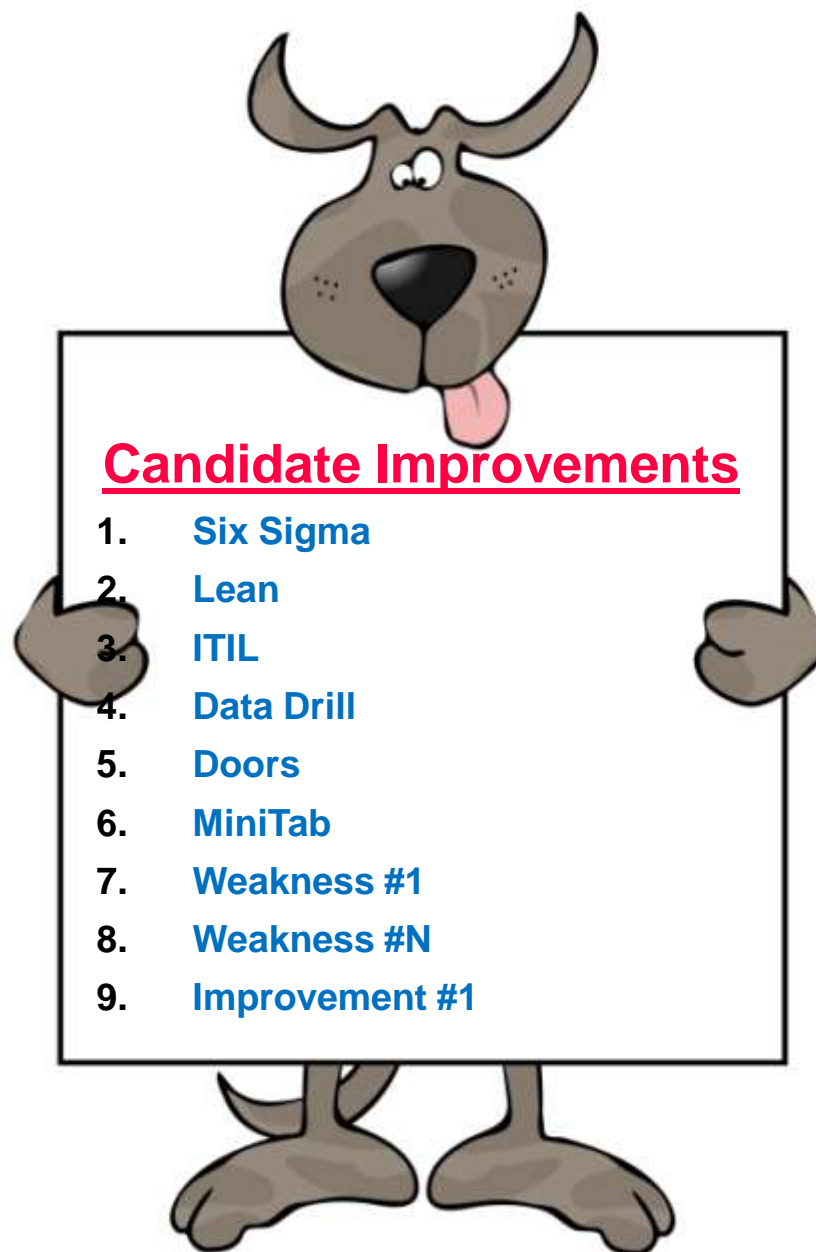 Candidate Improvements
1. Six Sigma
2. Lean
3. ITIL
4. Data Drill
5. Doors
6. MiniTab
7. Weakness #1
8. Weakness #N
9. Improvement #1